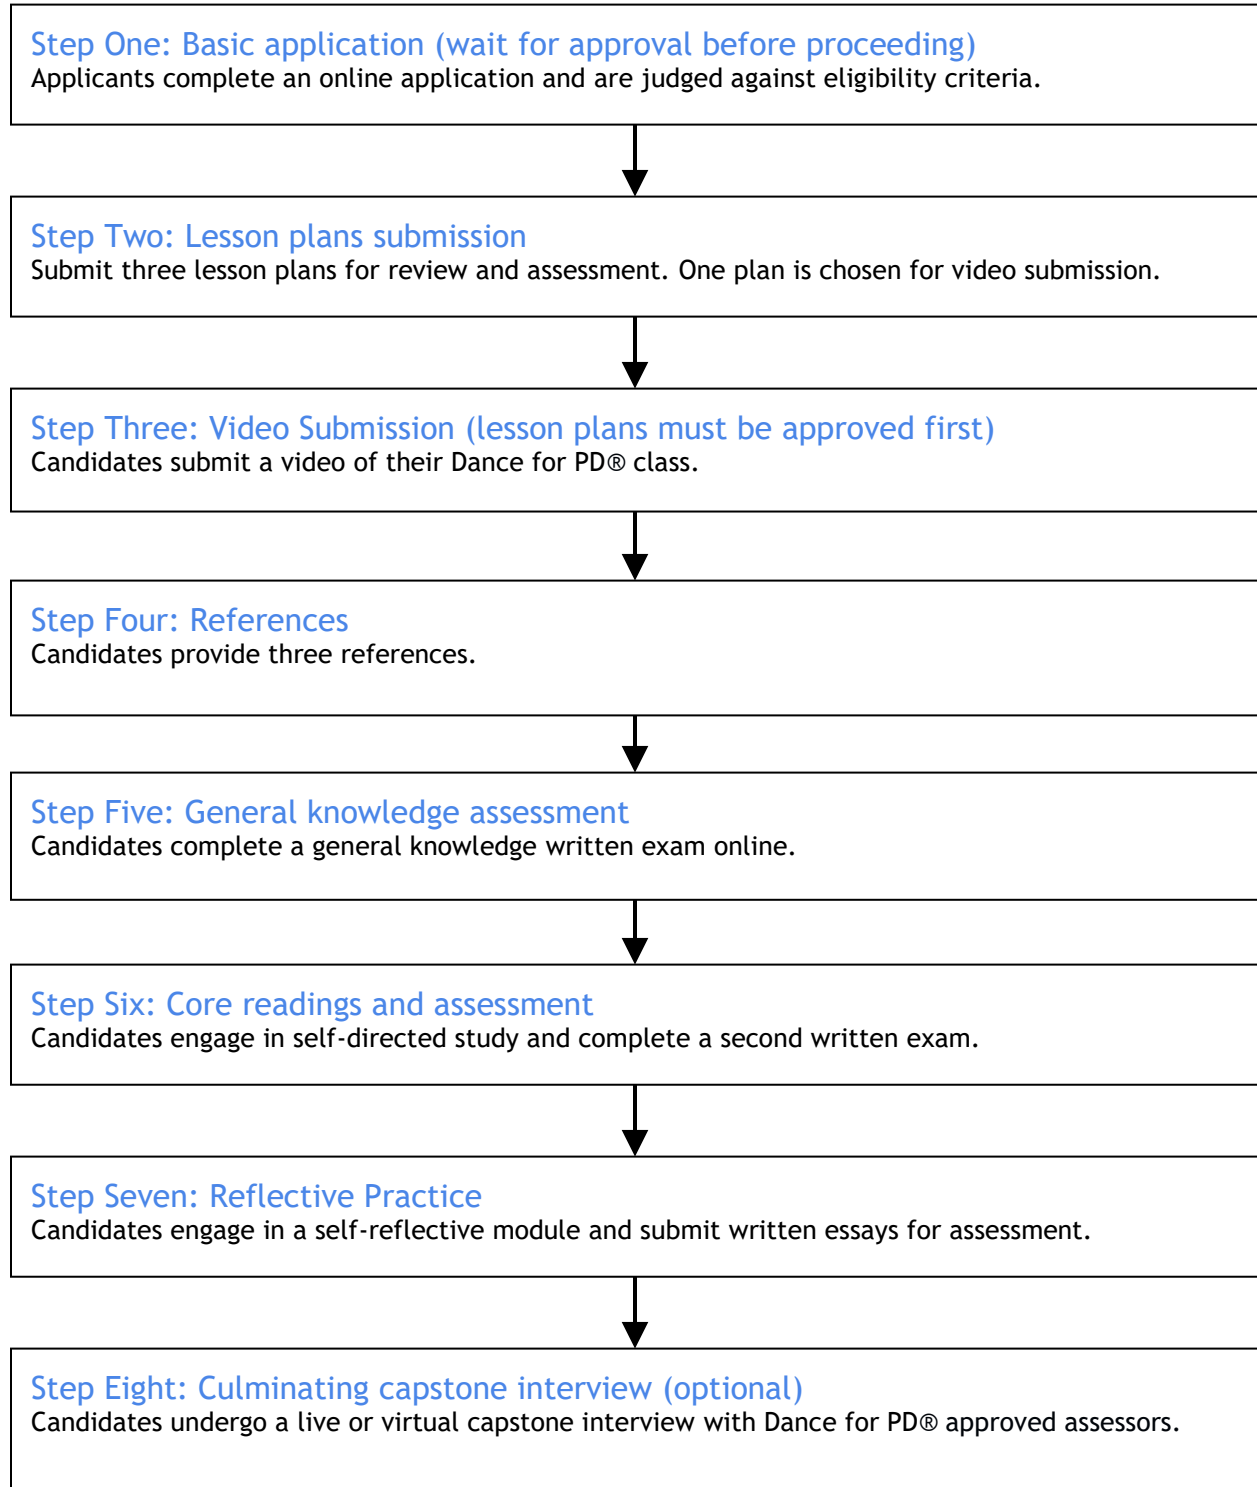 Step One: Basic application (wait for approval before proceeding)
Applicants complete an online application and are judged against eligibility criteria.
Step Two: Lesson plans submission
Submit three lesson plans for review and assessment. One plan is chosen for video submission.
Step Three: Video Submission (lesson plans must be approved first)
Candidates submit a video of their Dance for PD® class.
Step Four: References
Candidates provide three references.
Step Five: General knowledge assessment
Candidates complete a general knowledge written exam online.
Step Six: Core readings and assessment
Candidates engage in self-directed study and complete a second written exam.
Step Seven: Reflective Practice
Candidates engage in a self-reflective module and submit written essays for assessment.
Step Eight: Culminating capstone interview (optional)
Candidates undergo a live or virtual capstone interview with Dance for PD® approved assessors.